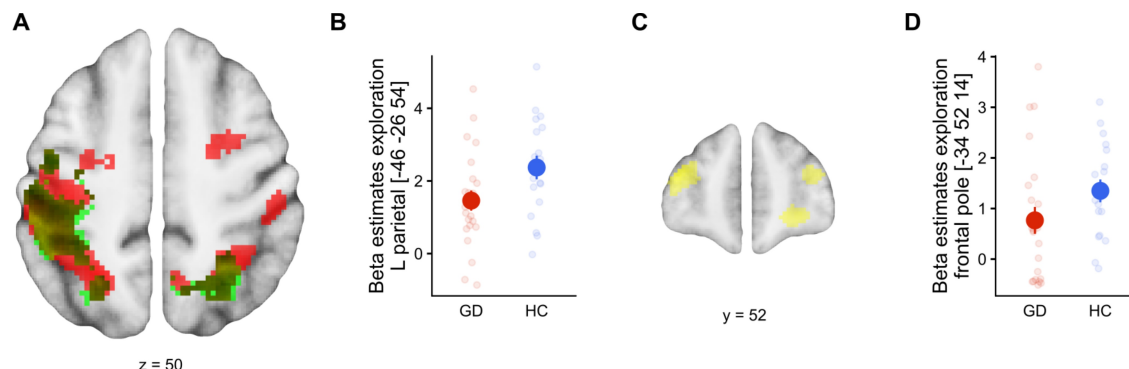 A
z = 50
B
Beta estimates exploration
L parietal [-46 -26 54]
4
2
0
GD HC
C
y = 52
D
Beta estimates exploration
frontal pole [-34 52 14]
4
3
2
1
0
GD HC